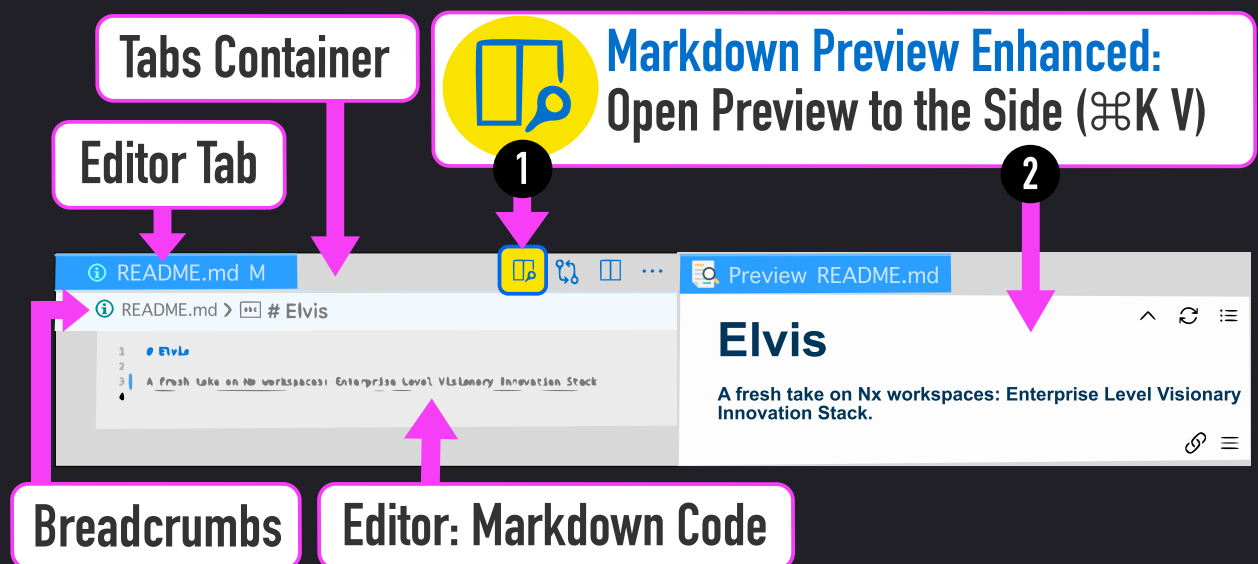 Tabs Container
Markdown Preview Enhanced:
Open Preview to the Side (⌘K V)
Editor Tab
1
2
README.md M
Preview README.md
README.md > abc # Elvis
1 # Elvis
2
3 A fresh take on Nx workspaces: Enterprise Level Visionary Innovation Stack
4
Elvis
A fresh take on Nx workspaces: Enterprise Level Visionary
Innovation Stack.
Breadcrumbs
Editor: Markdown Code